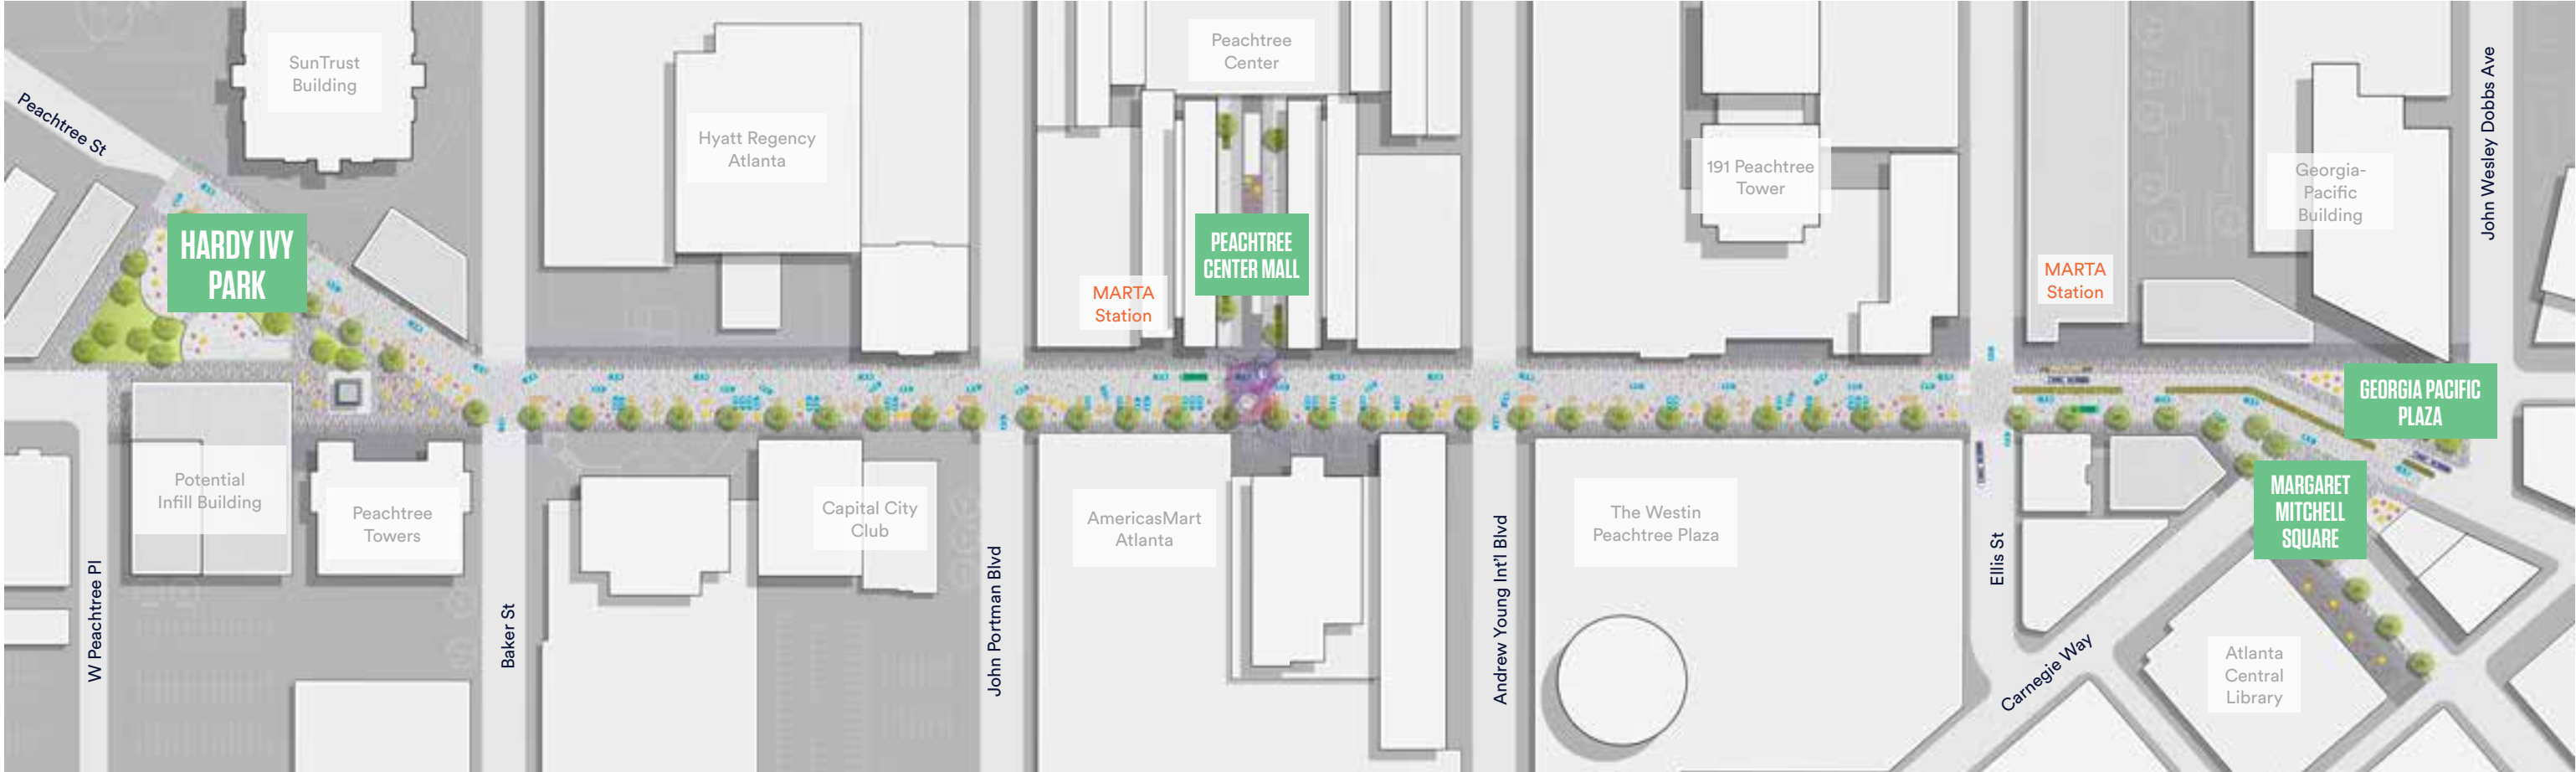 Peachtree St
SunTrust
Building
HARDY IVY
PARK
Potential
Infill Building
Peachtree
Towers
W Peachtree Pl
Baker St
Hyatt Regency
Atlanta
Capital City
Club
John Portman Blvd
Peachtree
Center
PEACHTREE
CENTER MALL
MARTA
Station
AmericasMart
Atlanta
Andrew Young Int'l Blvd
191 Peachtree
Tower
The Westin
Peachtree Plaza
Ellis St
MARTA
Station
Georgia-
Pacific
Building
John Wesley Dobbs Ave
GEORGIA PACIFIC
PLAZA
MARGARET
MITCHELL
SQUARE
Carnegie Way
Atlanta
Central
Library